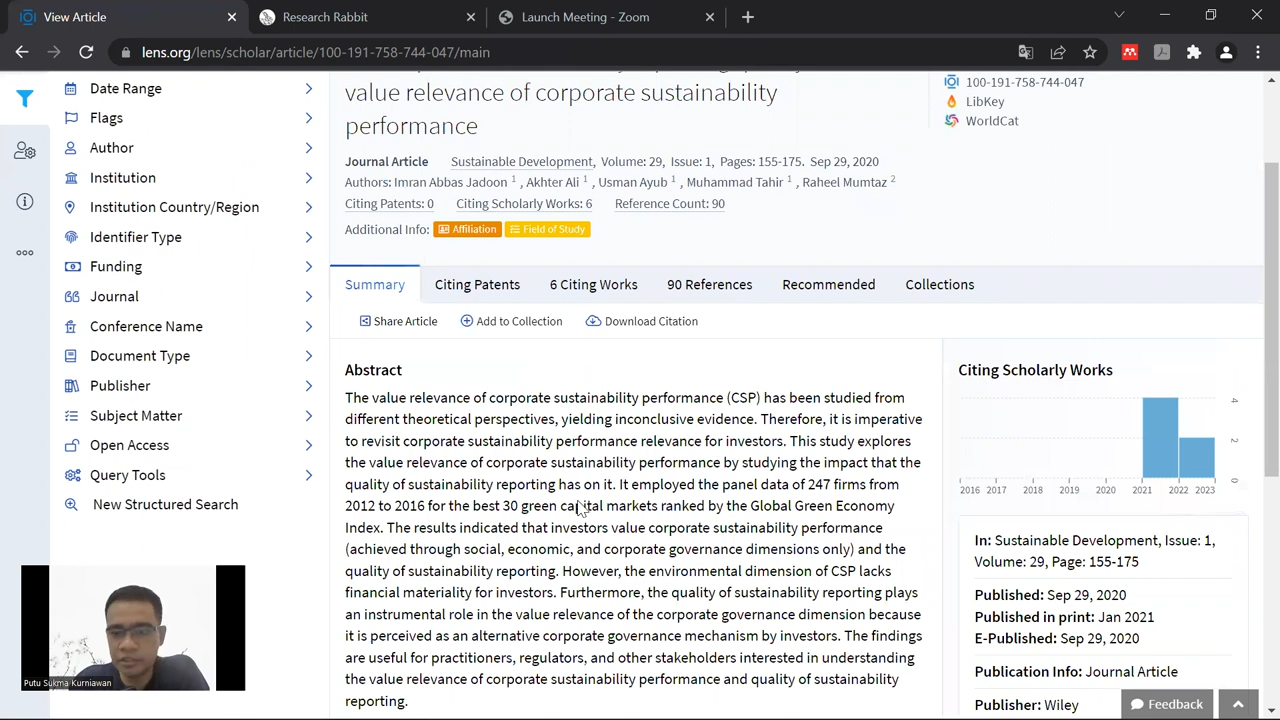 View Article
Research Rabbit
Launch Meeting - Zoom
lens.org/lens/scholar/article/100-191-758-744-047/main
Date Range
Flags
Author
Institution
Institution Country/Region
Identifier Type
Funding
Journal
Conference Name
Document Type
Publisher
Subject Matter
Open Access
Query Tools
New Structured Search
value relevance of corporate sustainability
performance
100-191-758-744-047
LibKey
WorldCat
Journal Article Sustainable Development, Volume: 29, Issue: 1, Pages: 155-175. Sep 29, 2020
Authors: Imran Abbas Jadoon 1 , Akhter Ali 1 , Usman Ayub 1 , Muhammad Tahir 1 , Raheel Mumtaz 2
Citing Patents: 0 Citing Scholarly Works: 6 Reference Count: 90
Additional Info: Affiliation Field of Study
Summary Citing Patents 6 Citing Works 90 References Recommended Collections
Share Article Add to Collection Download Citation
Abstract
The value relevance of corporate sustainability performance (CSP) has been studied from
different theoretical perspectives, yielding inconclusive evidence. Therefore, it is imperative
to revisit corporate sustainability performance relevance for investors. This study explores
the value relevance of corporate sustainability performance by studying the impact that the
quality of sustainability reporting has on it. It employed the panel data of 247 firms from
2012 to 2016 for the best 30 green capital markets ranked by the Global Green Economy
Index. The results indicated that investors value corporate sustainability performance
(achieved through social, economic, and corporate governance dimensions only) and the
quality of sustainability reporting. However, the environmental dimension of CSP lacks
financial materiality for investors. Furthermore, the quality of sustainability reporting plays
an instrumental role in the value relevance of the corporate governance dimension because
it is perceived as an alternative corporate governance mechanism by investors. The findings
are useful for practitioners, regulators, and other stakeholders interested in understanding
the value relevance of corporate sustainability performance and quality of sustainability
reporting.
Citing Scholarly Works
4
2
0
2016 2017 2018 2019 2020 2021 2022 2023
In: Sustainable Development, Issue: 1,
Volume: 29, Page: 155-175
Published: Sep 29, 2020
Published in print: Jan 2021
E-Published: Sep 29, 2020
Publication Info: Journal Article
Publisher: Wiley
Feedback
Putu Sukma Kurniawan